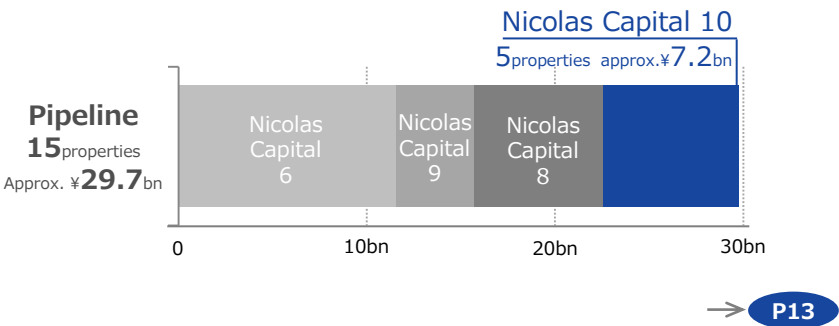 Nicolas Capital 10
5properties approx.¥7.2bn
Pipeline
15properties
Approx. ¥29.7bn
Nicolas
Capital
6
Nicolas
Capital
9
Nicolas
Capital
8
0
10bn
20bn
30bn
P13